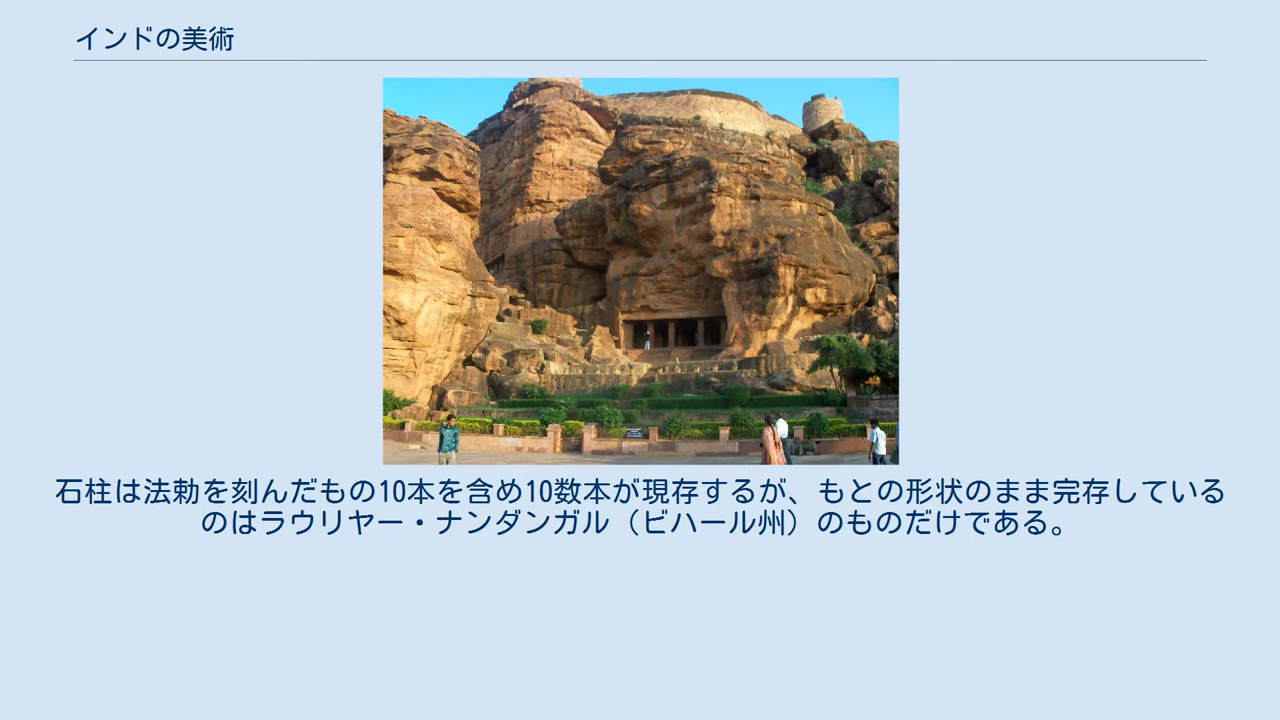 インドの美術
石柱は法勅を刻んだもの10本を含め10数本が現存するが、もとの形状のまま完存している
のはラウリヤー・ナンダンガル（ビハール州）のものだけである。